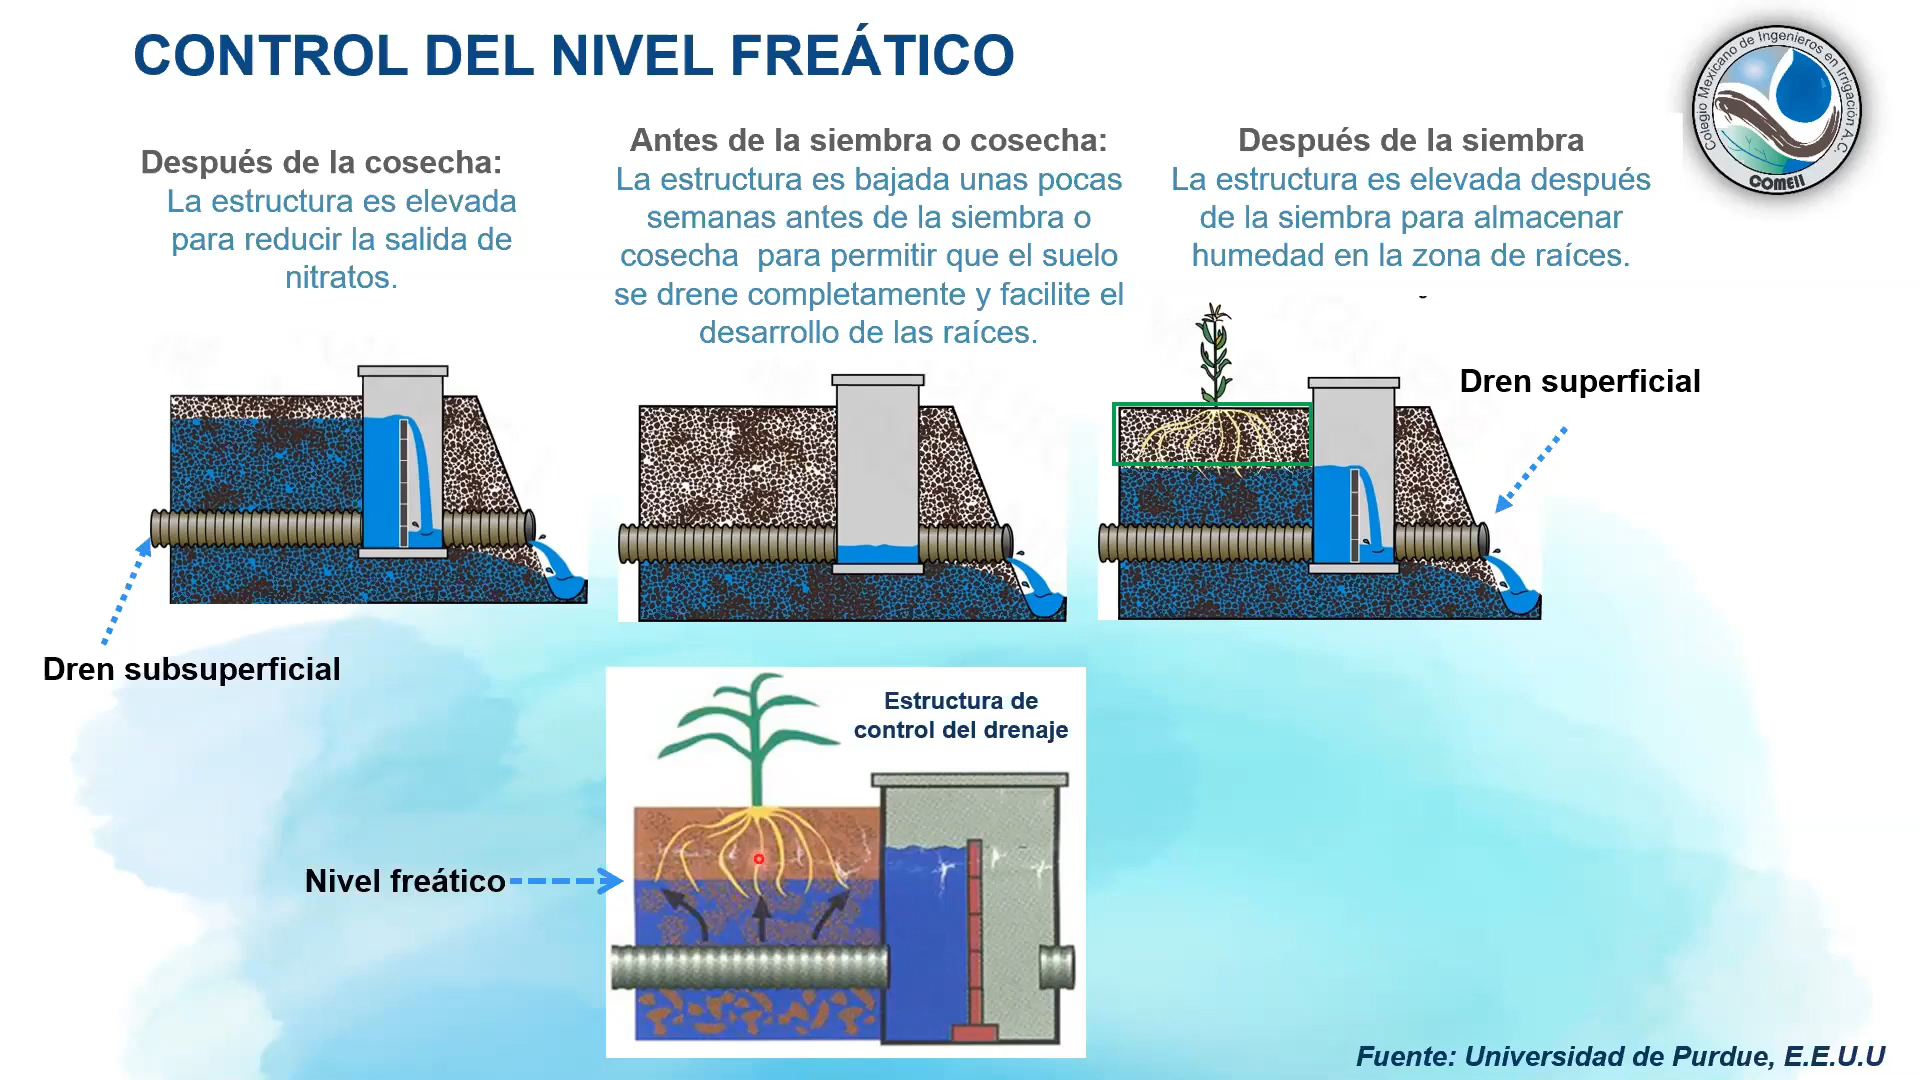 CONTROL DEL NIVEL FREÁTICO
Colegio Mexicano de Ingenieros en Irrigación A.C.
COMEII
Después de la cosecha:
La estructura es elevada
para reducir la salida de
nitratos.
Antes de la siembra o cosecha:
La estructura es bajada unas pocas
semanas antes de la siembra o
cosecha para permitir que el suelo
se drene completamente y facilite el
desarrollo de las raíces.
Después de la siembra
La estructura es elevada después
de la siembra para almacenar
humedad en la zona de raíces.
Dren superficial
Dren subsuperficial
Estructura de
control del drenaje
Nivel freático
Fuente: Universidad de Purdue, E.E.U.U